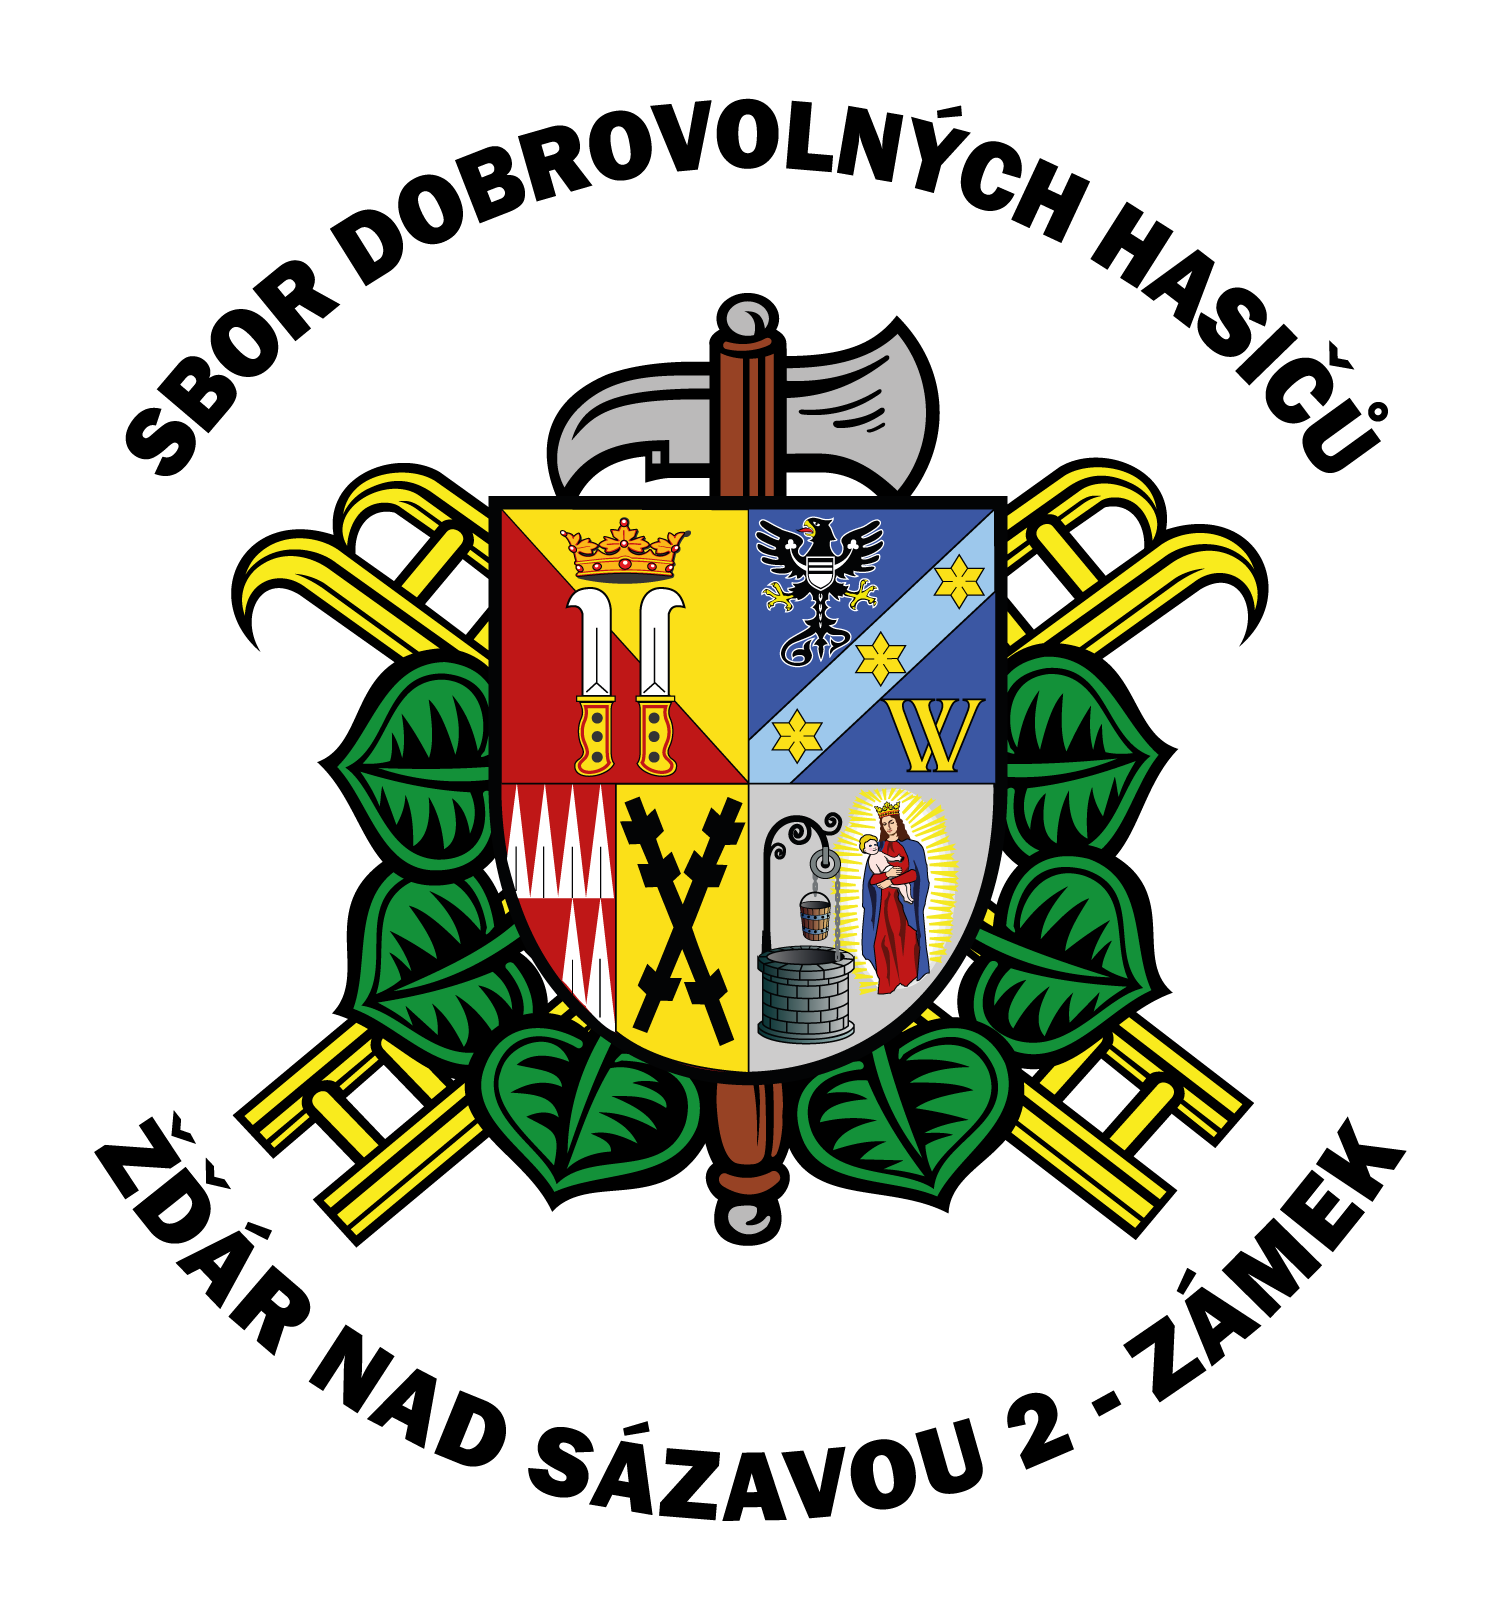 SBOR DOBROVOLNÝCH HASIČŮ
W
ŽĎÁR NAD SÁZAVOU 2 - ZÁMEK